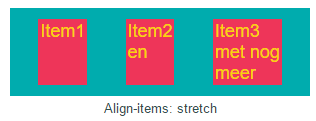 Item1
Item2
en
Item3
met nog
meer
Align-items: stretch